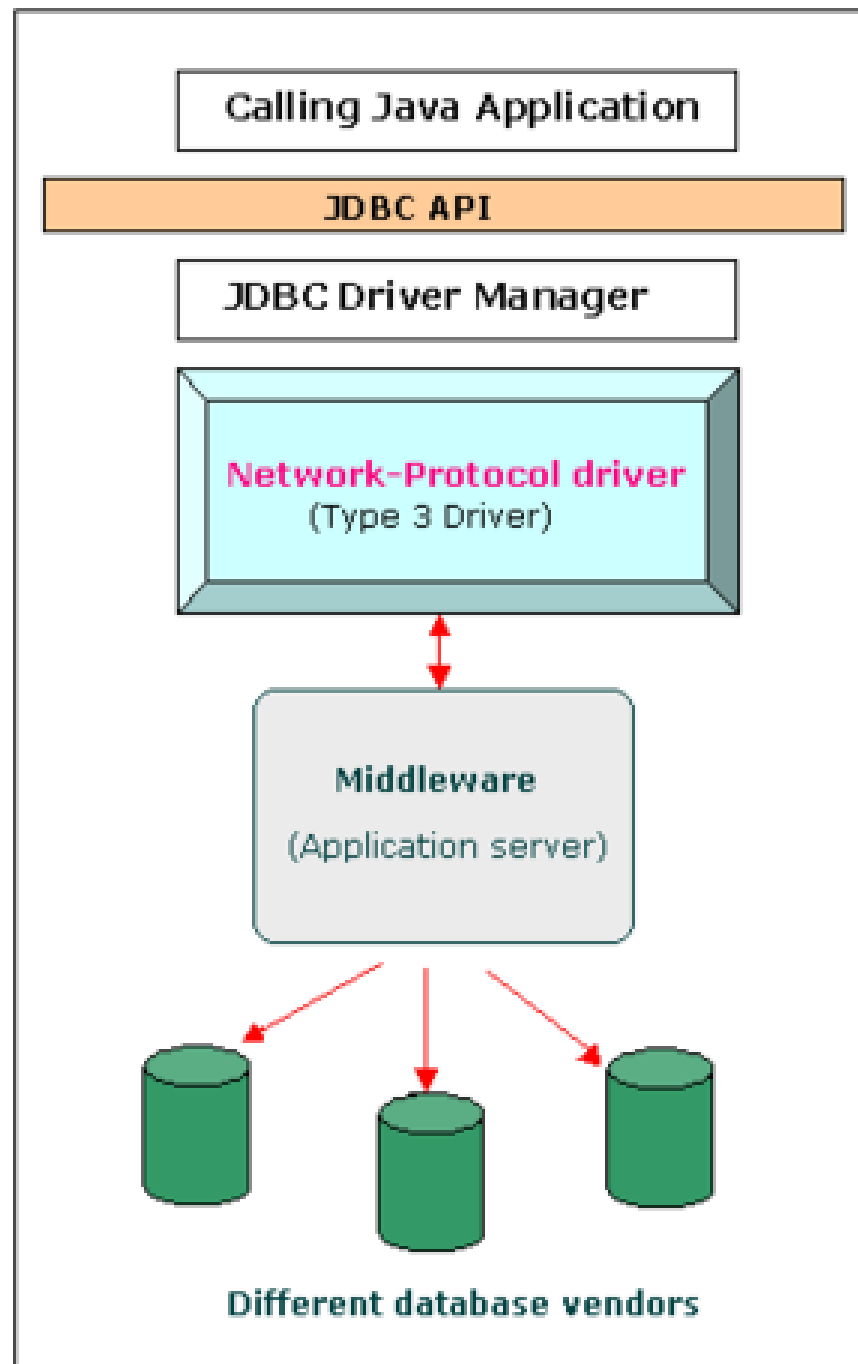 Calling Java Application
JDBC API
JDBC Driver Manager
Network-Protocol driver
(Type 3 Driver)
Middleware
(Application server)
Different database vendors